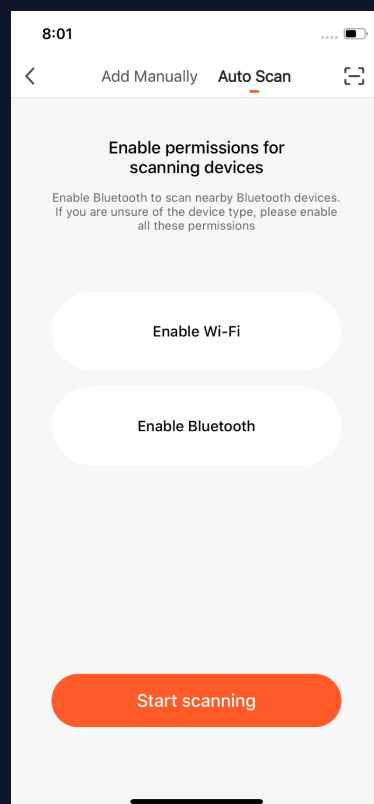 8:01
Add Manually Auto Scan
Enable permissions for
scanning devices
Enable Bluetooth to scan nearby Bluetooth devices.
If you are unsure of the device type, please enable
all these permissions
Enable Wi-Fi
Enable Bluetooth
Start scanning